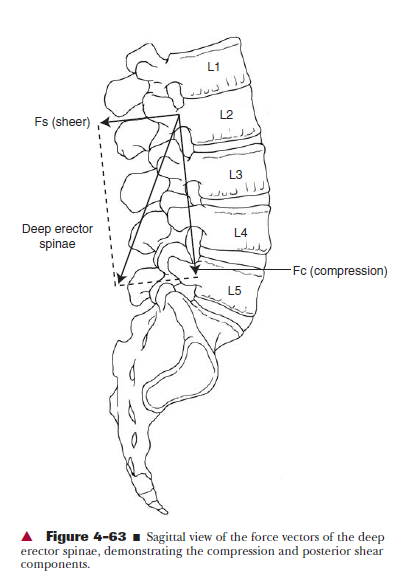 L1
L2
Fs (sheer)
L3
Deep erector
spinae
L4
Fc (compression)
L5
▲ Figure 4-63 ■ Sagittal view of the force vectors of the deep
erector spinae, demonstrating the compression and posterior shear
components.